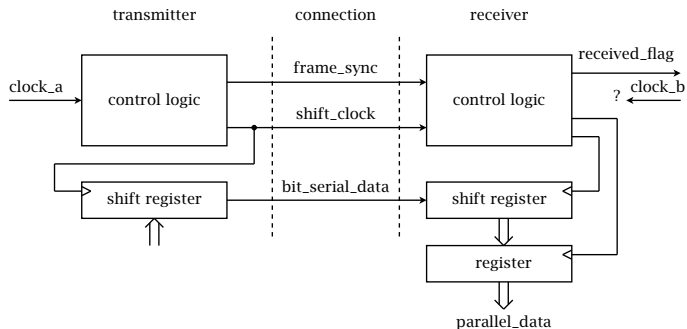 transmitter connection receiver
received_flag
frame_sync
clock_a clock_b
control logic control logic
?
shift_clock
bit_serial_data
shift register shift register
register
parallel_data